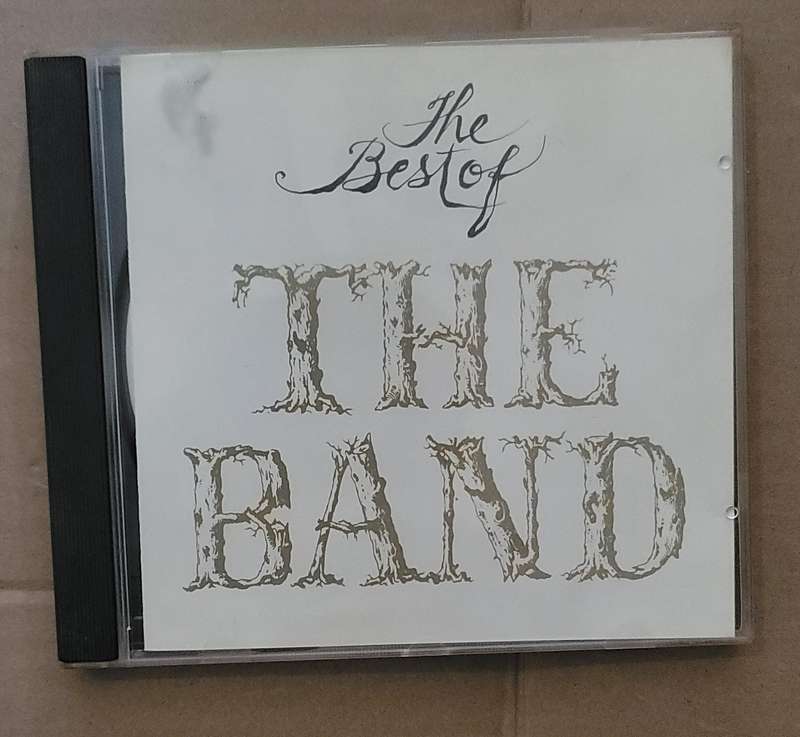 The
Best of
THE
BAND